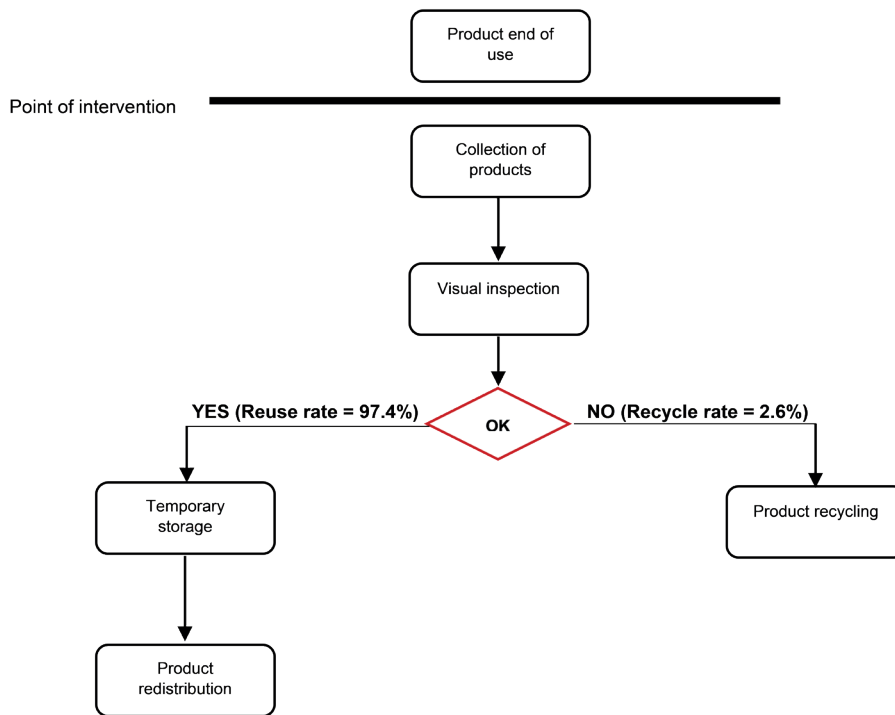 Product end of
use
Point of intervention
Collection of
products
Visual inspection
OK
YES (Reuse rate = 97.4%)
NO (Recycle rate = 2.6%)
Temporary
storage
Product recycling
Product
redistribution